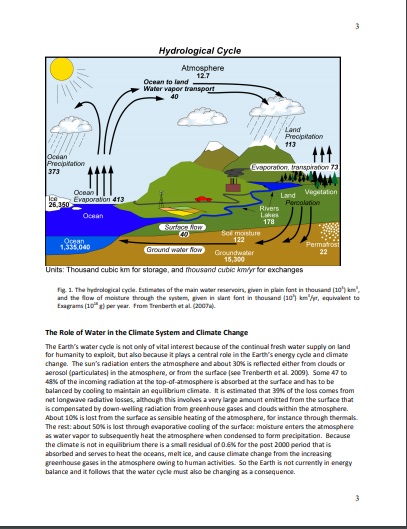 3
Hydrological Cycle
Atmosphere
12.7
Ocean to land
Water vapor transport
40
Land
Precipitation
113
Ocean
Precipitation
373
Evaporation, transpiration 73
Ocean
Evaporation 413
Ice
26,350
Vegetation
Land
Percolation
Ocean
Rivers
Lakes
178
Surface flow
40
Soil moisture
122
Ocean
1,335,040
Ground water flow
Groundwater
15,300
Permafrost
22
Units: Thousand cubic km for storage, and thousand cubic km/yr for exchanges
Fig. 1. The hydrological cycle. Estimates of the main water reservoirs, given in plain font in thousand (10³) km³,
and the flow of moisture through the system, given in slant font in thousand (10³) km³/yr, equivalent to
Exagrams (10¹⁸ g) per year. From Trenberth et al. (2007a).
The Role of Water in the Climate System and Climate Change
The Earth's water cycle is not only of vital interest because of the continual fresh water supply on land
for humanity to exploit, but also because it plays a central role in the Earth's energy cycle and climate
change. The sun's radiation enters the atmosphere and about 30% is reflected either from clouds or
aerosol (particulates) in the atmosphere, or from the surface (see Trenberth et al. 2009). Some 47 to
48% of the incoming radiation at the top-of-atmosphere is absorbed at the surface and has to be
balanced by cooling to maintain an equilibrium climate. It is estimated that 39% of the loss comes from
net longwave radiative losses, although this involves a very large amount emitted from the surface that
is compensated by down-welling radiation from greenhouse gases and clouds within the atmosphere.
About 10% is lost from the surface as sensible heating of the atmosphere, for instance through thermals.
The rest: about 50% is lost through evaporative cooling of the surface: moisture enters the atmosphere
as water vapor to subsequently heat the atmosphere when condensed to form precipitation. Because
the climate is not in equilibrium there is a small residual of 0.6% for the post 2000 period that is
absorbed and serves to heat the oceans, melt ice, and cause climate change from the increasing
greenhouse gases in the atmosphere owing to human activities. So the Earth is not currently in energy
balance and it follows that the water cycle must also be changing as a consequence.
3